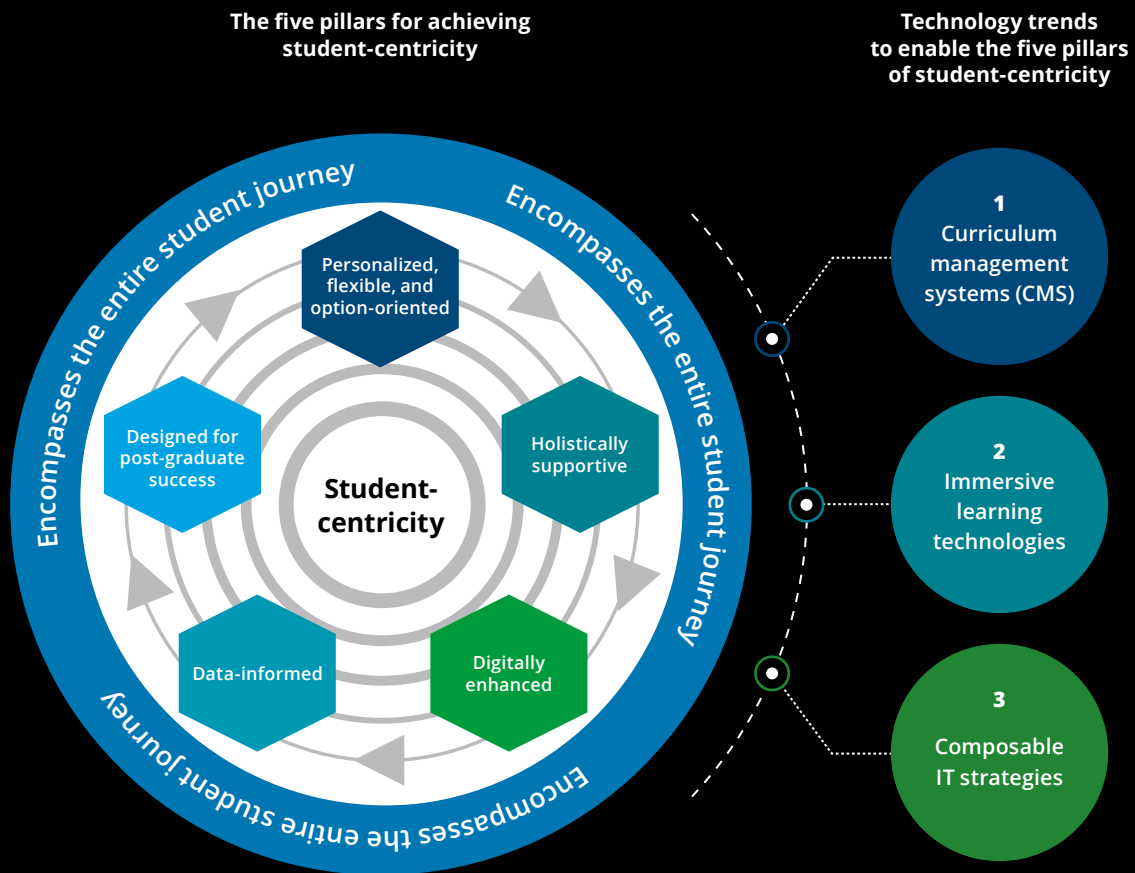 The five pillars for achieving
student-centricity
Technology trends
to enable the five pillars
of student-centricity
Encompasses the entire student journey
Encompasses the entire student journey
Encompasses the entire student journey
Personalized,
flexible, and
option-oriented
Holistically
supportive
Digitally
enhanced
Data-informed
Designed for
post-graduate
success
Student-
centricity
1
Curriculum
management
systems (CMS)
2
Immersive
learning
technologies
3
Composable
IT strategies